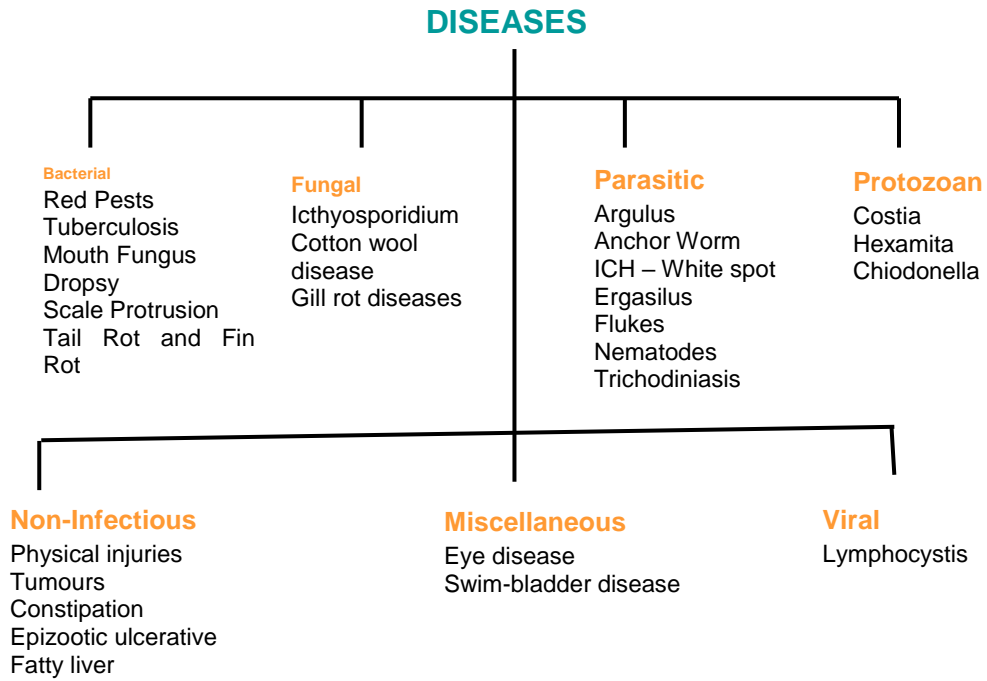 DISEASES
Bacterial
Red Pests
Tuberculosis
Mouth Fungus
Dropsy
Scale Protrusion
Tail Rot and Fin
Rot
Fungal
Icthyosporidium
Cotton wool
disease
Gill rot diseases
Parasitic
Argulus
Anchor Worm
ICH – White spot
Ergasilus
Flukes
Nematodes
Trichodiniasis
Protozoan
Costia
Hexamita
Chiodonella
Non-Infectious
Physical injuries
Tumours
Constipation
Epizootic ulcerative
Fatty liver
Miscellaneous
Eye disease
Swim-bladder disease
Viral
Lymphocystis